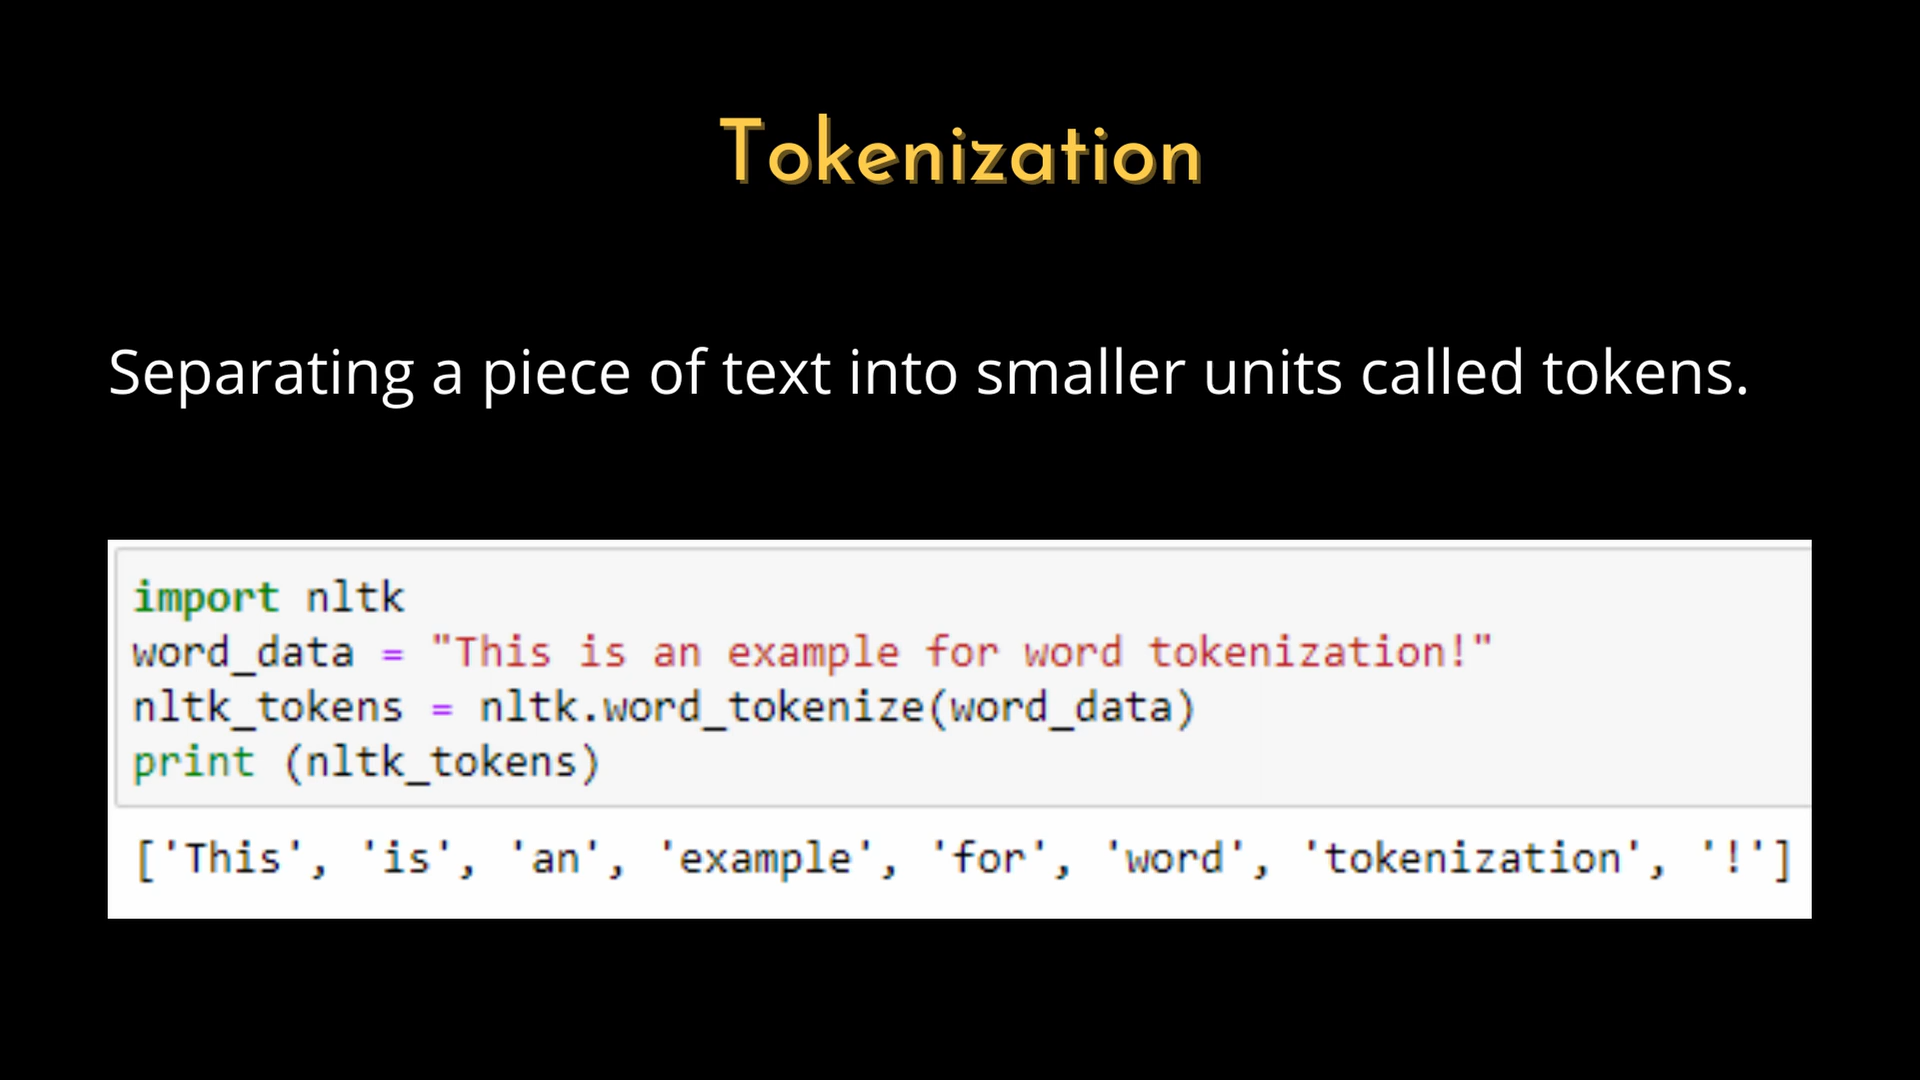 Tokenization
Separating a piece of text into smaller units called tokens.
import nltk
word_data = "This is an example for word tokenization!"
nltk_tokens = nltk.word_tokenize(word_data)
print (nltk_tokens)
['This', 'is', 'an', 'example', 'for', 'word', 'tokenization', '!']